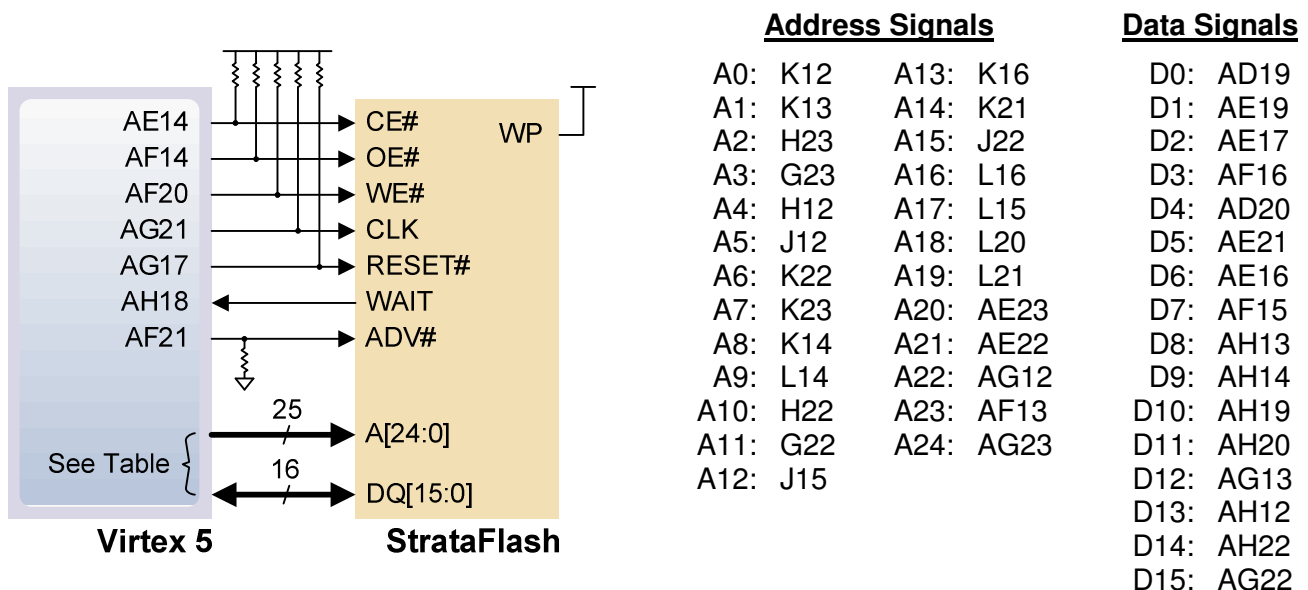 Address Signals Data Signals
A0: K12 A13: K16 D0: AD19
A1: K13 A14: K21 D1: AE19
A2: H23 A15: J22 D2: AE17
A3: G23 A16: L16 D3: AF16
A4: H12 A17: L15 D4: AD20
A5: J12 A18: L20 D5: AE21
A6: K22 A19: L21 D6: AE16
A7: K23 A20: AE23 D7: AF15
A8: K14 A21: AE22 D8: AH13
A9: L14 A22: AG12 D9: AH14
A10: H22 A23: AF13 D10: AH19
A11: G22 A24: AG23 D11: AH20
A12: J15 D12: AG13
D13: AH12
D14: AH22
D15: AG22
AE14 CE# WP
AF14 OE#
AF20 WE#
AG21 CLK
AG17 RESET#
AH18 WAIT
AF21 ADV#
25
A[24:0]
See Table
16
DQ[15:0]
Virtex 5 StrataFlash